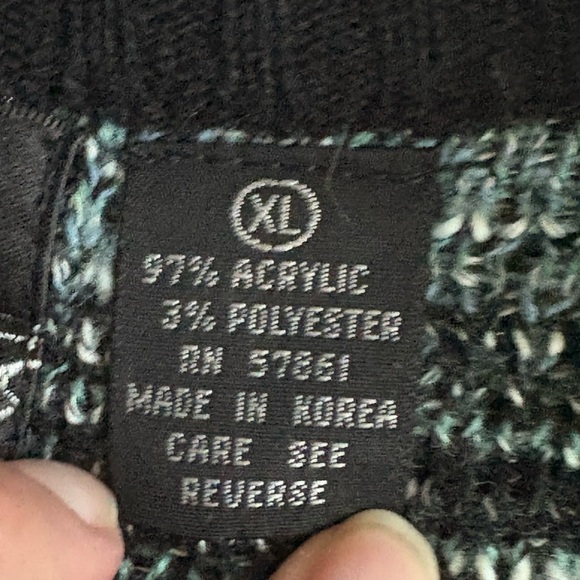 XL
97% ACRYLIC
3% POLYESTER
RN 57861
MADE IN KOREA
CARE SEE
REVERSE